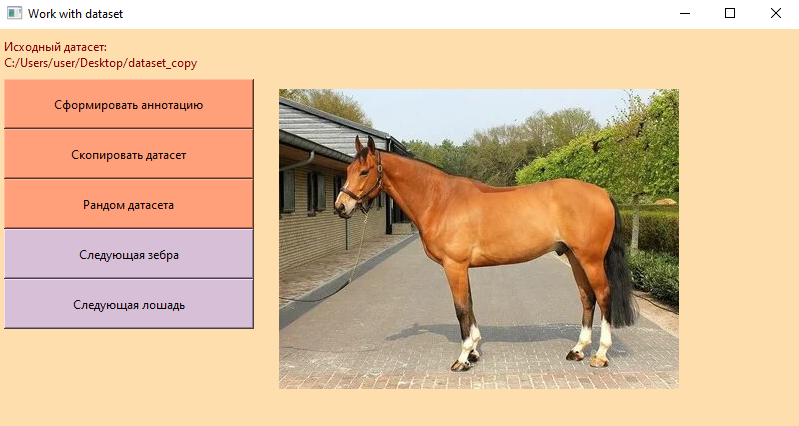 Work with dataset
Исходный датасет:
C:/Users/user/Desktop/dataset_copy
Сформировать аннотацию
Скопировать датасет
Рандом датасета
Следующая зебра
Следующая лошадь